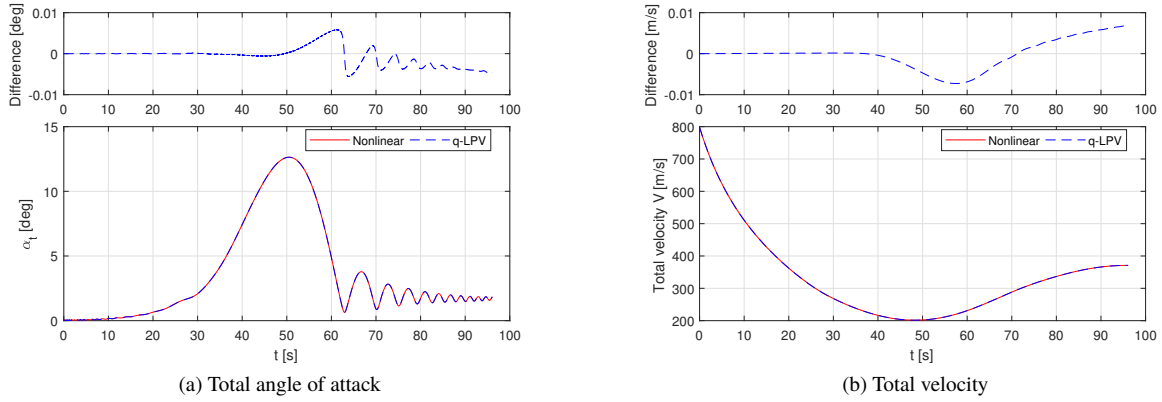 0.01
0
-0.01
Difference [deg]
0 10 20 30 40 50 60 70 80 90 100
15
10
5
0
α_t [deg]
Nonlinear q-LPV
0 10 20 30 40 50 60 70 80 90 100
t [s]
(a) Total angle of attack
0.01
0
-0.01
Difference [m/s]
0 10 20 30 40 50 60 70 80 90 100
800
700
600
500
400
300
200
Total velocity V [m/s]
Nonlinear q-LPV
0 10 20 30 40 50 60 70 80 90 100
t [s]
(b) Total velocity